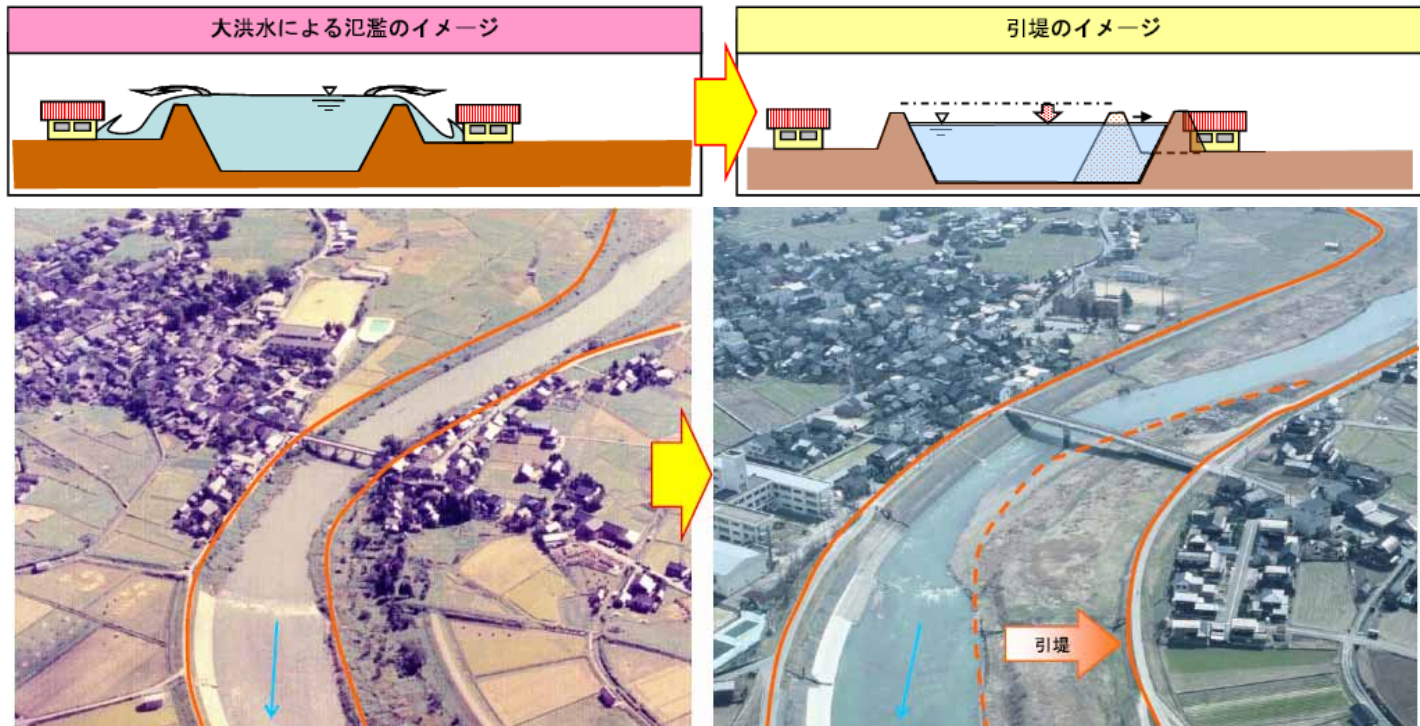 大洪水による氾濫のイメージ
引堤のイメージ
引堤